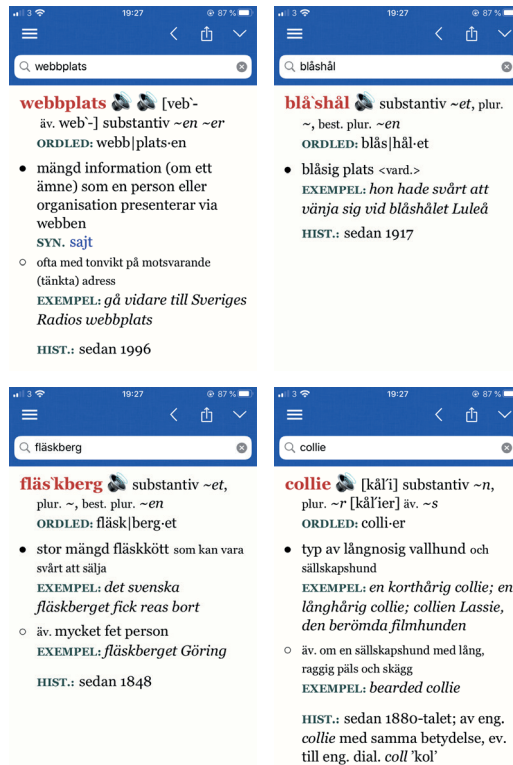 3 19:27 87 %
webbplats
webbplats [veb`-
äv. web`-] substantiv ~en ~er
ORDLED: webb|plats·en
● mängd information (om ett
ämne) som en person eller
organisation presenterar via
webben
SYN. sajt
○ ofta med tonvikt på motsvarande
(tänkta) adress
EXEMPEL: gå vidare till Sveriges
Radios webbplats
HIST.: sedan 1996
3 19:27 87 %
blåshål
blå`shål substantiv ~et, plur.
~, best. plur. ~en
ORDLED: blås|hål·et
● blåsig plats <vard.>
EXEMPEL: hon hade svårt att
vänja sig vid blåshålet Luleå
HIST.: sedan 1917
3 19:27 87 %
fläskberg
fläs`kberg substantiv ~et,
plur. ~, best. plur. ~en
ORDLED: fläsk|berg·et
● stor mängd fläskkött som kan vara
svårt att sälja
EXEMPEL: det svenska
fläskberget fick reas bort
○ äv. mycket fet person
EXEMPEL: fläskberget Göring
HIST.: sedan 1848
3 19:27 87 %
collie
collie [kål´i] substantiv ~n,
plur. ~r [kål´ier] äv. ~s
ORDLED: colli·er
● typ av långnosig vallhund och
sällskapshund
EXEMPEL: en korthårig collie; en
långhårig collie; collien Lassie,
den berömda filmhunden
○ äv. om en sällskapshund med lång,
raggig päls och skägg
EXEMPEL: bearded collie
HIST.: sedan 1880-talet; av eng.
collie med samma betydelse, ev.
till eng. dial. coll ’kol’